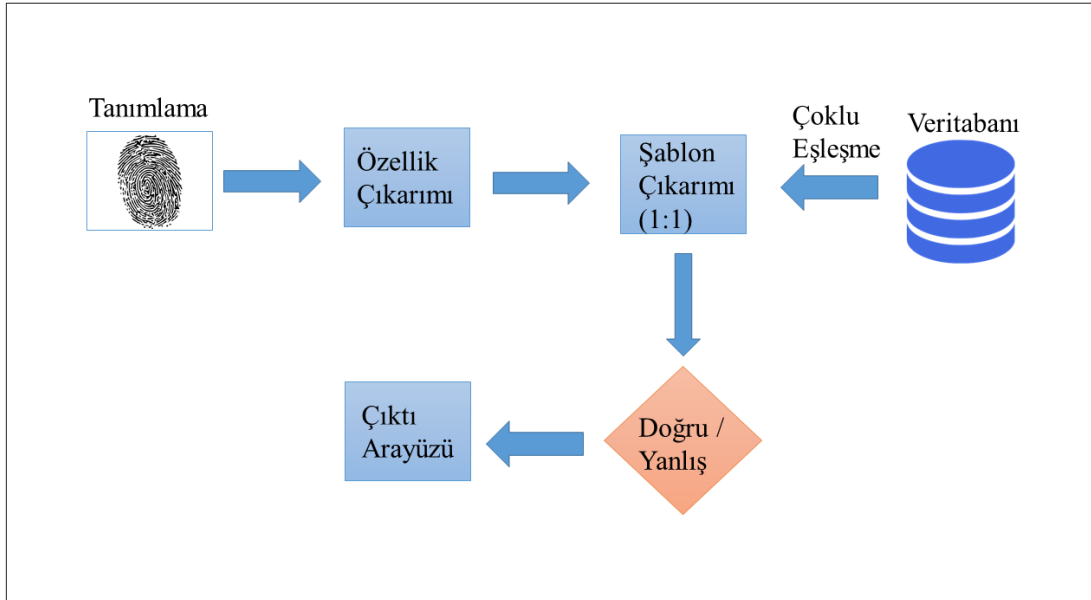 Tanımlama
Özellik
Çıkarımı
Şablon
Çıkarımı
(1:1)
Çoklu
Eşleşme
Veritabanı
Çıktı
Arayüzü
Doğru /
Yanlış